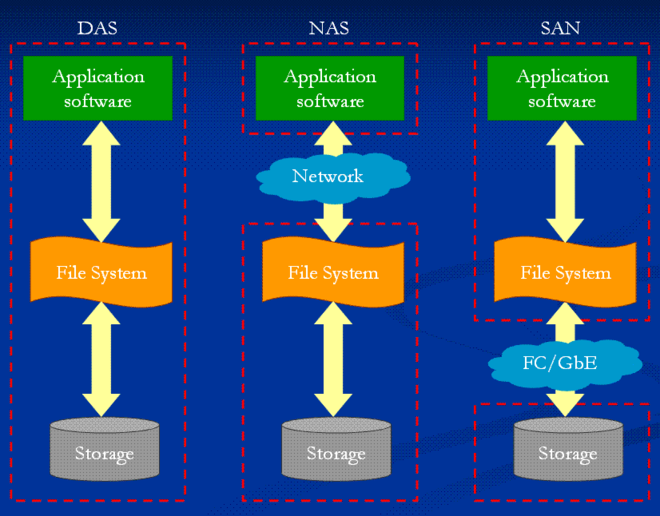 DAS
NAS
SAN
Application
software
Application
software
Application
software
Network
File System
File System
File System
FC/GbE
Storage
Storage
Storage